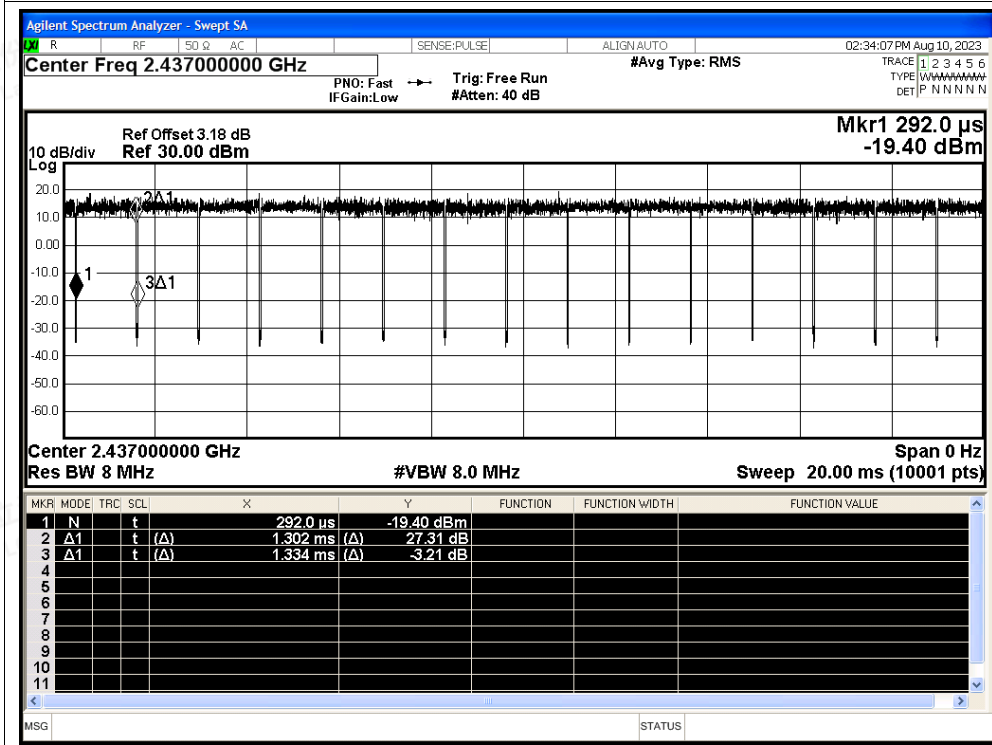 Agilent Spectrum Analyzer - Swept SA
LXI R RF 50 Ω AC SENSE:PULSE ALIGN AUTO 02:34:07 PM Aug 10, 2023
Center Freq 2.437000000 GHz #Avg Type: RMS TRACE 1 2 3 4 5 6
PNO: Fast Trig: Free Run TYPE WWWWWW
IFGain:Low #Atten: 40 dB DET P N N N N N
Mkr1 292.0 µs
Ref Offset 3.18 dB
10 dB/div Ref 30.00 dBm -19.40 dBm
Log
20.0
2Δ1
10.0
0.00
-10.0
1
3Δ1
-20.0
-30.0
-40.0
-50.0
-60.0
Center 2.437000000 GHz Span 0 Hz
Res BW 8 MHz #VBW 8.0 MHz Sweep 20.00 ms (10001 pts)
MKR MODE TRC SCL X Y FUNCTION FUNCTION WIDTH FUNCTION VALUE
1 N t 292.0 µs -19.40 dBm
2 Δ1 t (Δ) 1.302 ms (Δ) 27.31 dB
3 Δ1 t (Δ) 1.334 ms (Δ) -3.21 dB
4
5
6
7
8
9
10
11
MSG STATUS